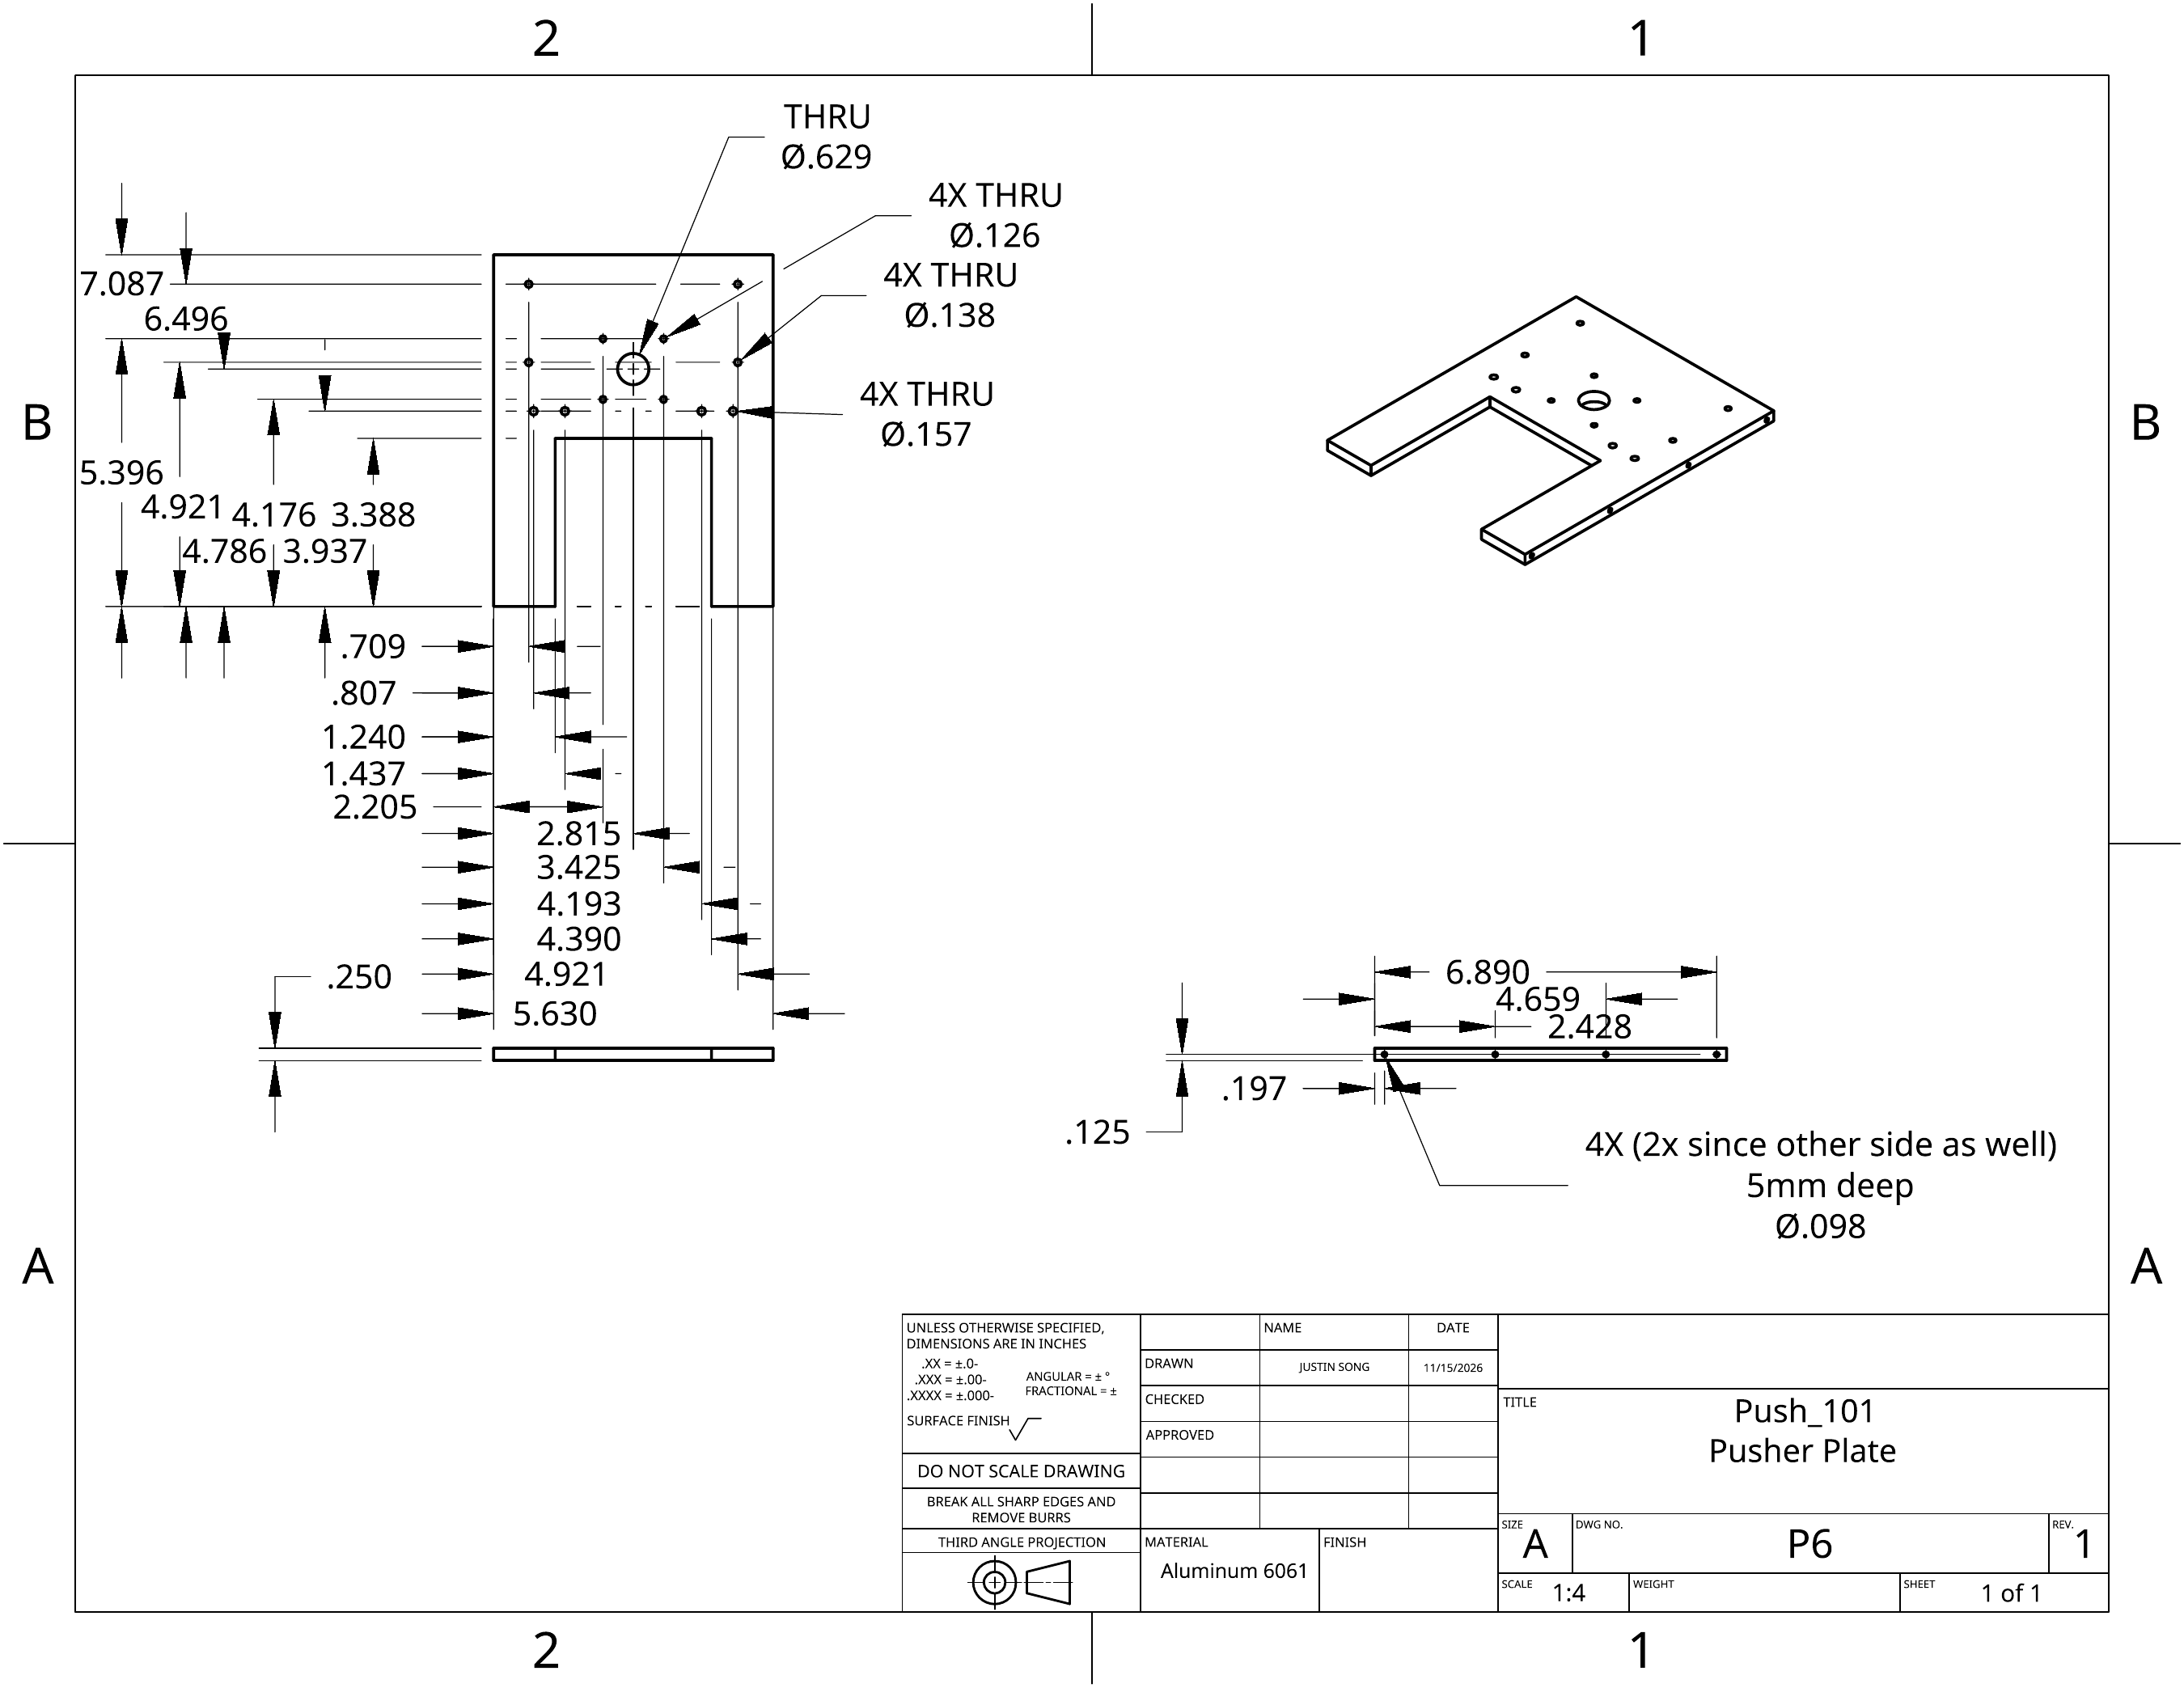 2
1
THRU
Ø.629
4X THRU
Ø.126
4X THRU
Ø.138
7.087
6.496
B
B
4X THRU
Ø.157
5.396
4.921
4.176
3.388
4.786
3.937
.709
.807
1.240
1.437
2.205
2.815
3.425
4.193
4.390
4.921
.250
5.630
6.890
4.659
2.428
.197
.125
4X (2x since other side as well)
5mm deep
Ø.098
A
A
UNLESS OTHERWISE SPECIFIED,
DIMENSIONS ARE IN INCHES
.XX = ±.0-
.XXX = ±.00-
.XXXX = ±.000-
ANGULAR = ± °
FRACTIONAL = ±
SURFACE FINISH
DO NOT SCALE DRAWING
BREAK ALL SHARP EDGES AND
REMOVE BURRS
THIRD ANGLE PROJECTION
NAME
DATE
DRAWN
JUSTIN SONG
11/15/2026
CHECKED
APPROVED
MATERIAL
Aluminum 6061
FINISH
TITLE
Push_101
Pusher Plate
SIZE
A
DWG NO.
P6
REV.
1
SCALE
1:4
WEIGHT
SHEET
1 of 1
2
1